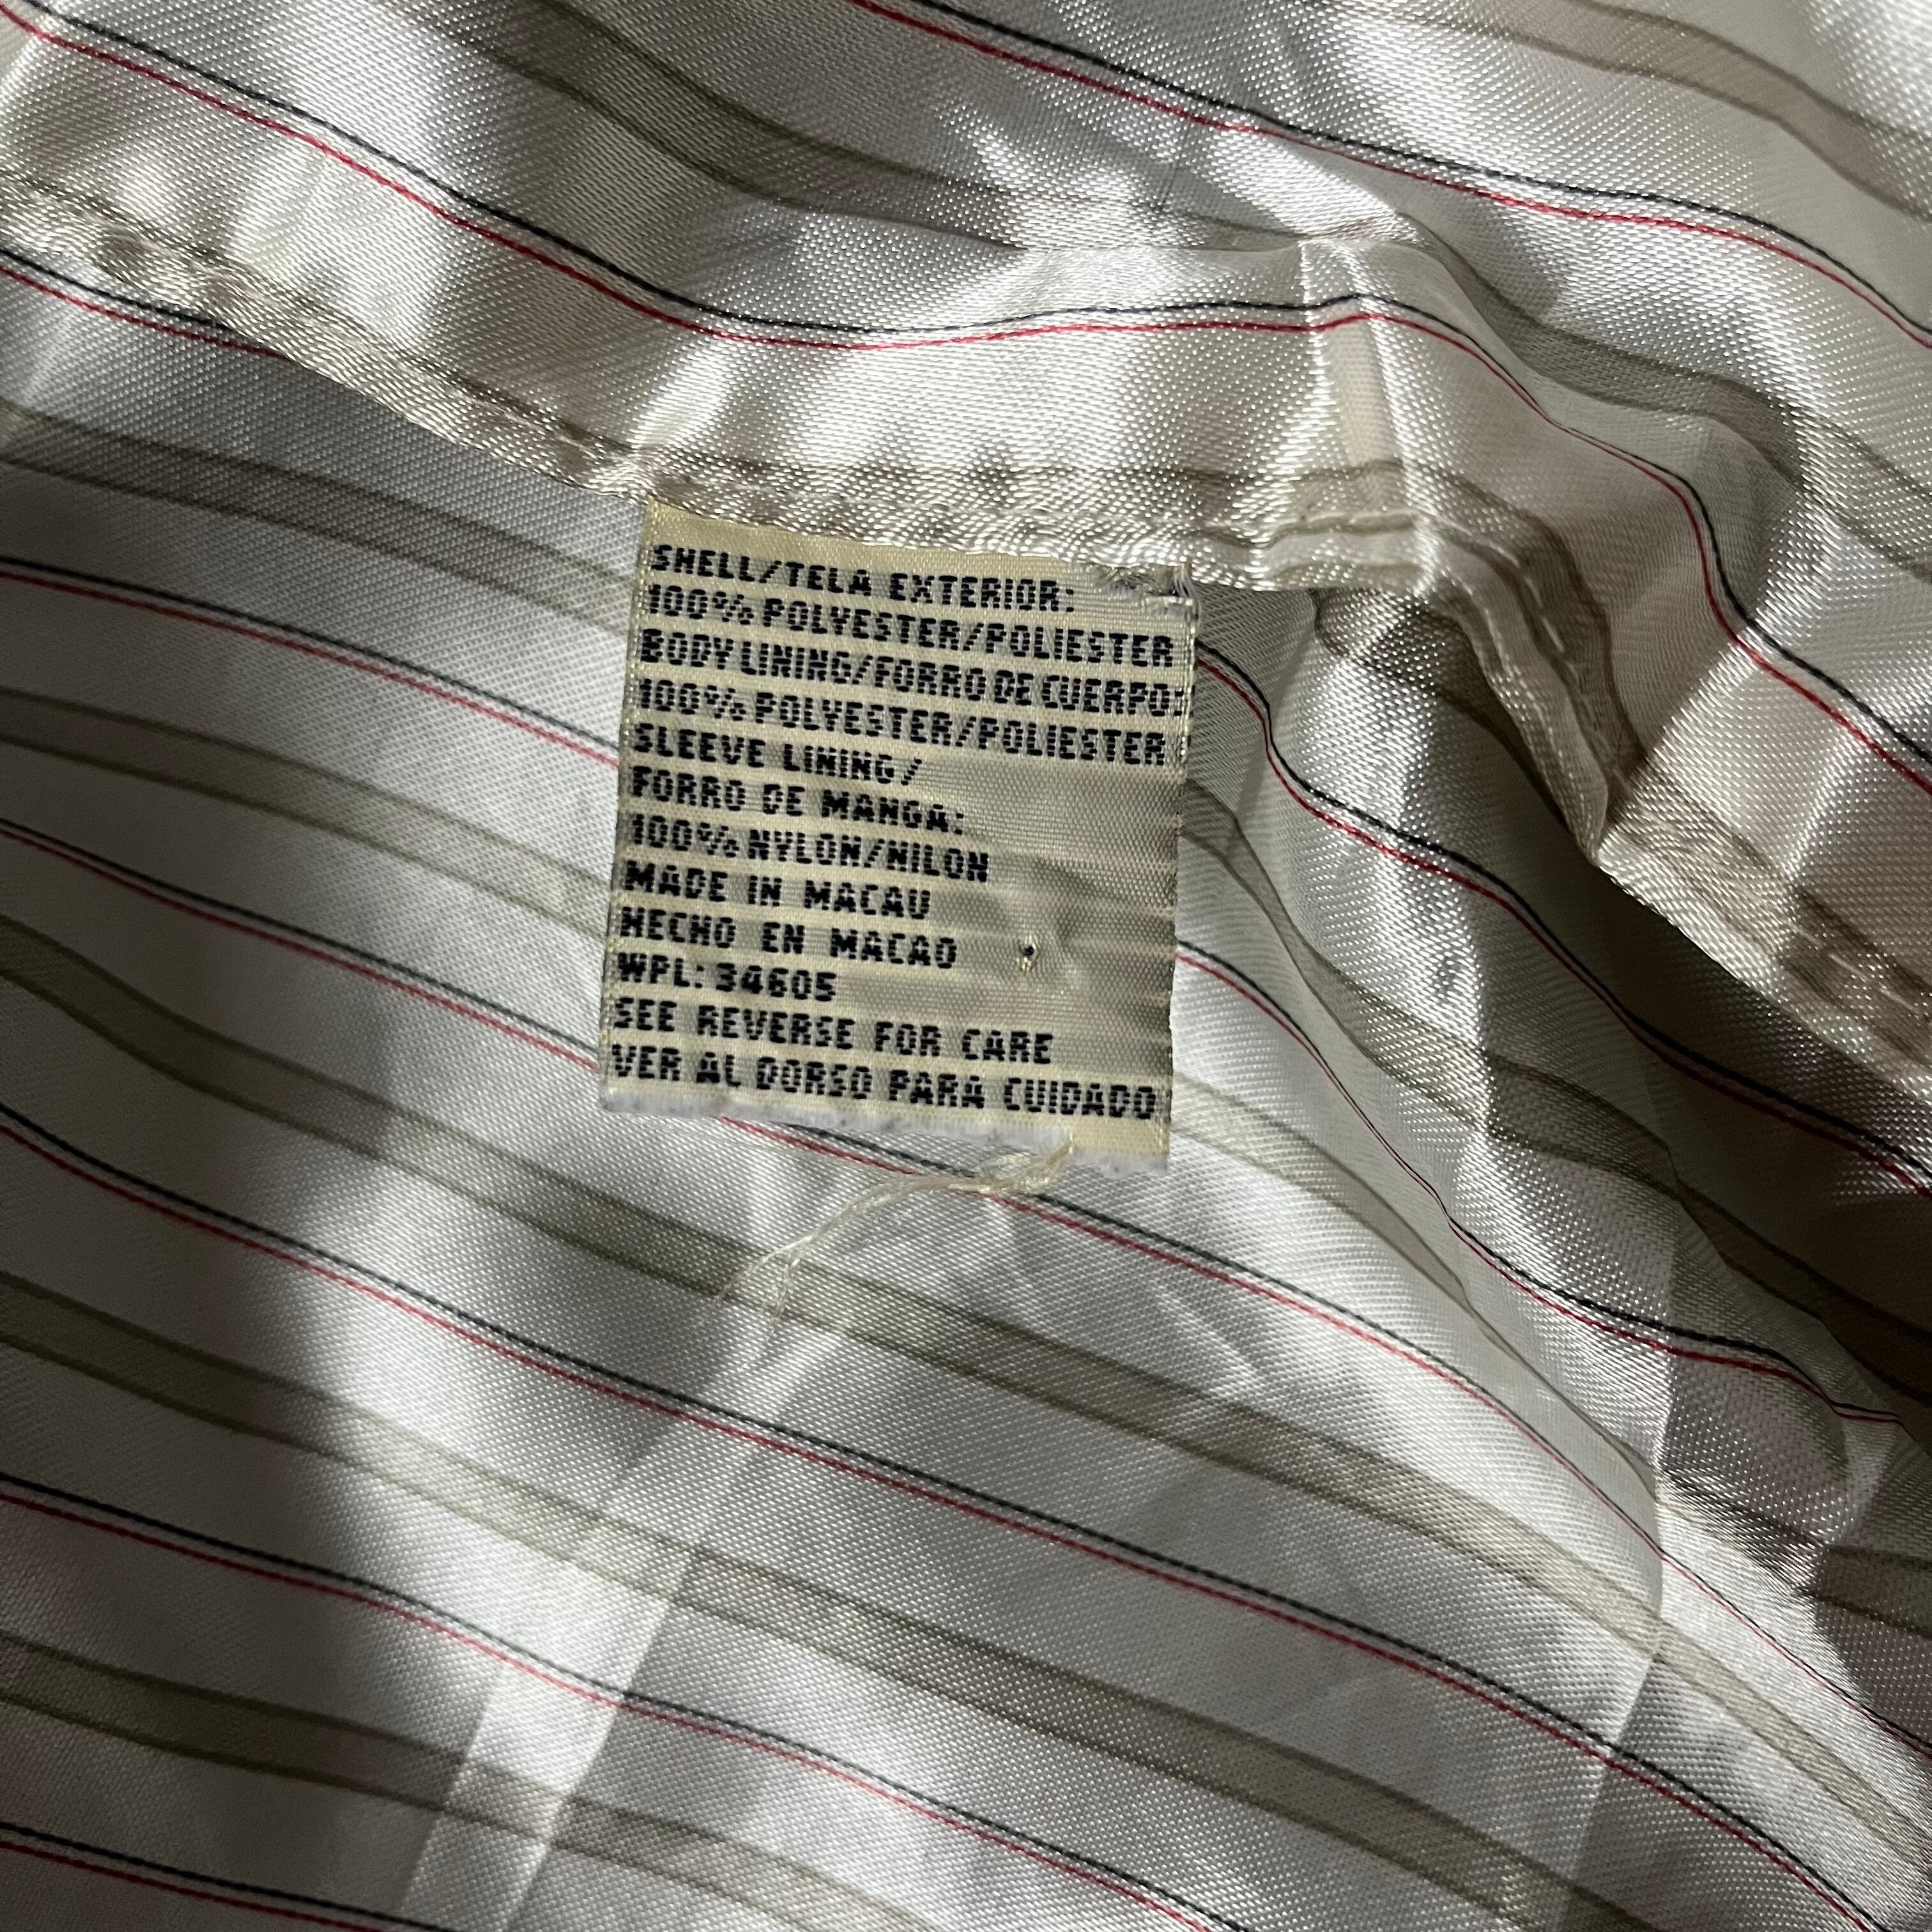 SHELL/TELA EXTERIOR:
100% POLYESTER/POLIESTER
BODY LINING/FORRO DE CUERPO:
100% POLYESTER/POLIESTER
SLEEVE LINING/
FORRO DE MANGA:
100% NYLON/NILON
MADE IN MACAU
HECHO EN MACAO
WPL: 34605
SEE REVERSE FOR CARE
VER AL DORSO PARA CUIDADO